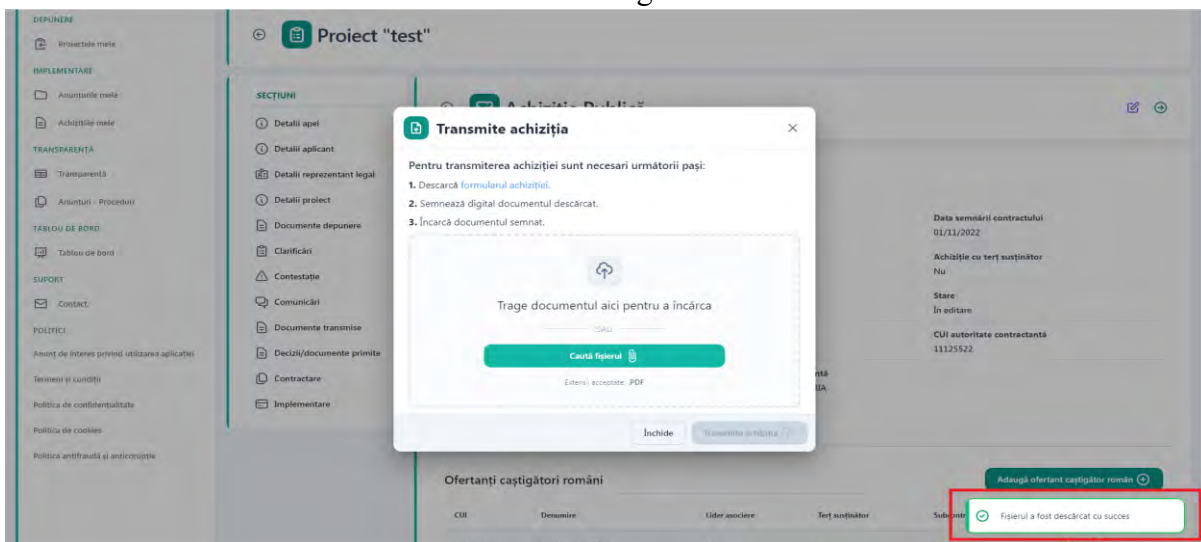 DEPUNERE
Proiectele mele
IMPLEMENTARE
Anunțurile mele
Achizițiile mele
TRANSPARENȚĂ
Transparență
Anunțuri - Proceduri
TABLOU DE BORD
Tablou de bord
SUPORT
Contact
POLITICI
Anunț de interes privind utilizarea aplicației
Termeni și condiții
Politica de confidențialitate
Politica de cookies
Politica antifraudă și anticorupție
Proiect "test"
SECȚIUNI
Detalii apel
Detalii aplicant
Detalii reprezentant legal
Detalii proiect
Documente depunere
Clarificări
Contestație
Comunicări
Documente transmise
Decizii/documente primite
Contractare
Implementare
Achiziție Publică
Transmite achiziția
Pentru transmiterea achiziției sunt necesari următorii pași:
1. Descarcă formularul achiziției.
2. Semnează digital documentul descărcat.
3. Încarcă documentul semnat.
Trage documentul aici pentru a încărca
SAU
Caută fișierul
Extensii acceptate: .PDF
Închide
Transmite achiziția
Data semnării contractului
01/11/2022
Achiziție cu terț susținător
Nu
Stare
În editare
CUI autoritate contractantă
11125522
Ofertanți caștigători români
Adaugă ofertant caștigător român
CUI
Denumire
Lider asociere
Terț susținător
Fișierul a fost descărcat cu succes